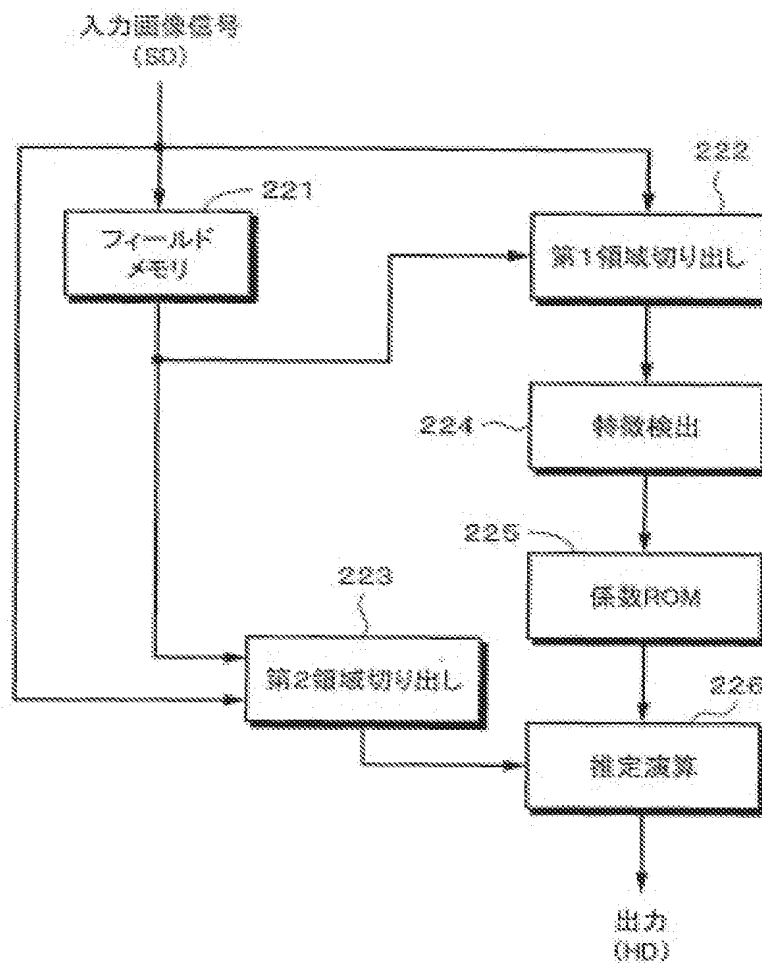 入力画像信号
(SD)
221
222
フィールド
メモリ
第1領域切り出し
224
特徴検出
225
係数ROM
223
第2領域切り出し
226
推定演算
出力
(HD)